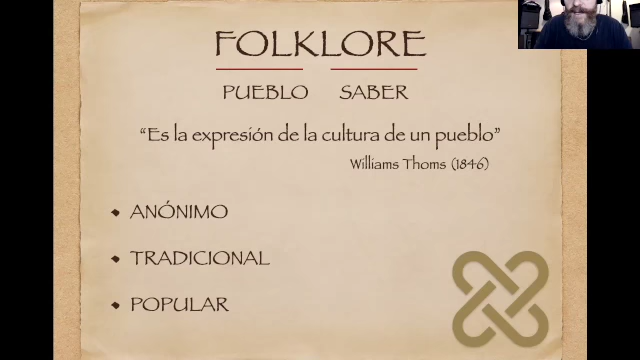 FOLKLORE
PUEBLO SABER
“Es la expresión de la cultura de un pueblo”
Williams Thoms (1846)
ANÓNIMO
TRADICIONAL
POPULAR